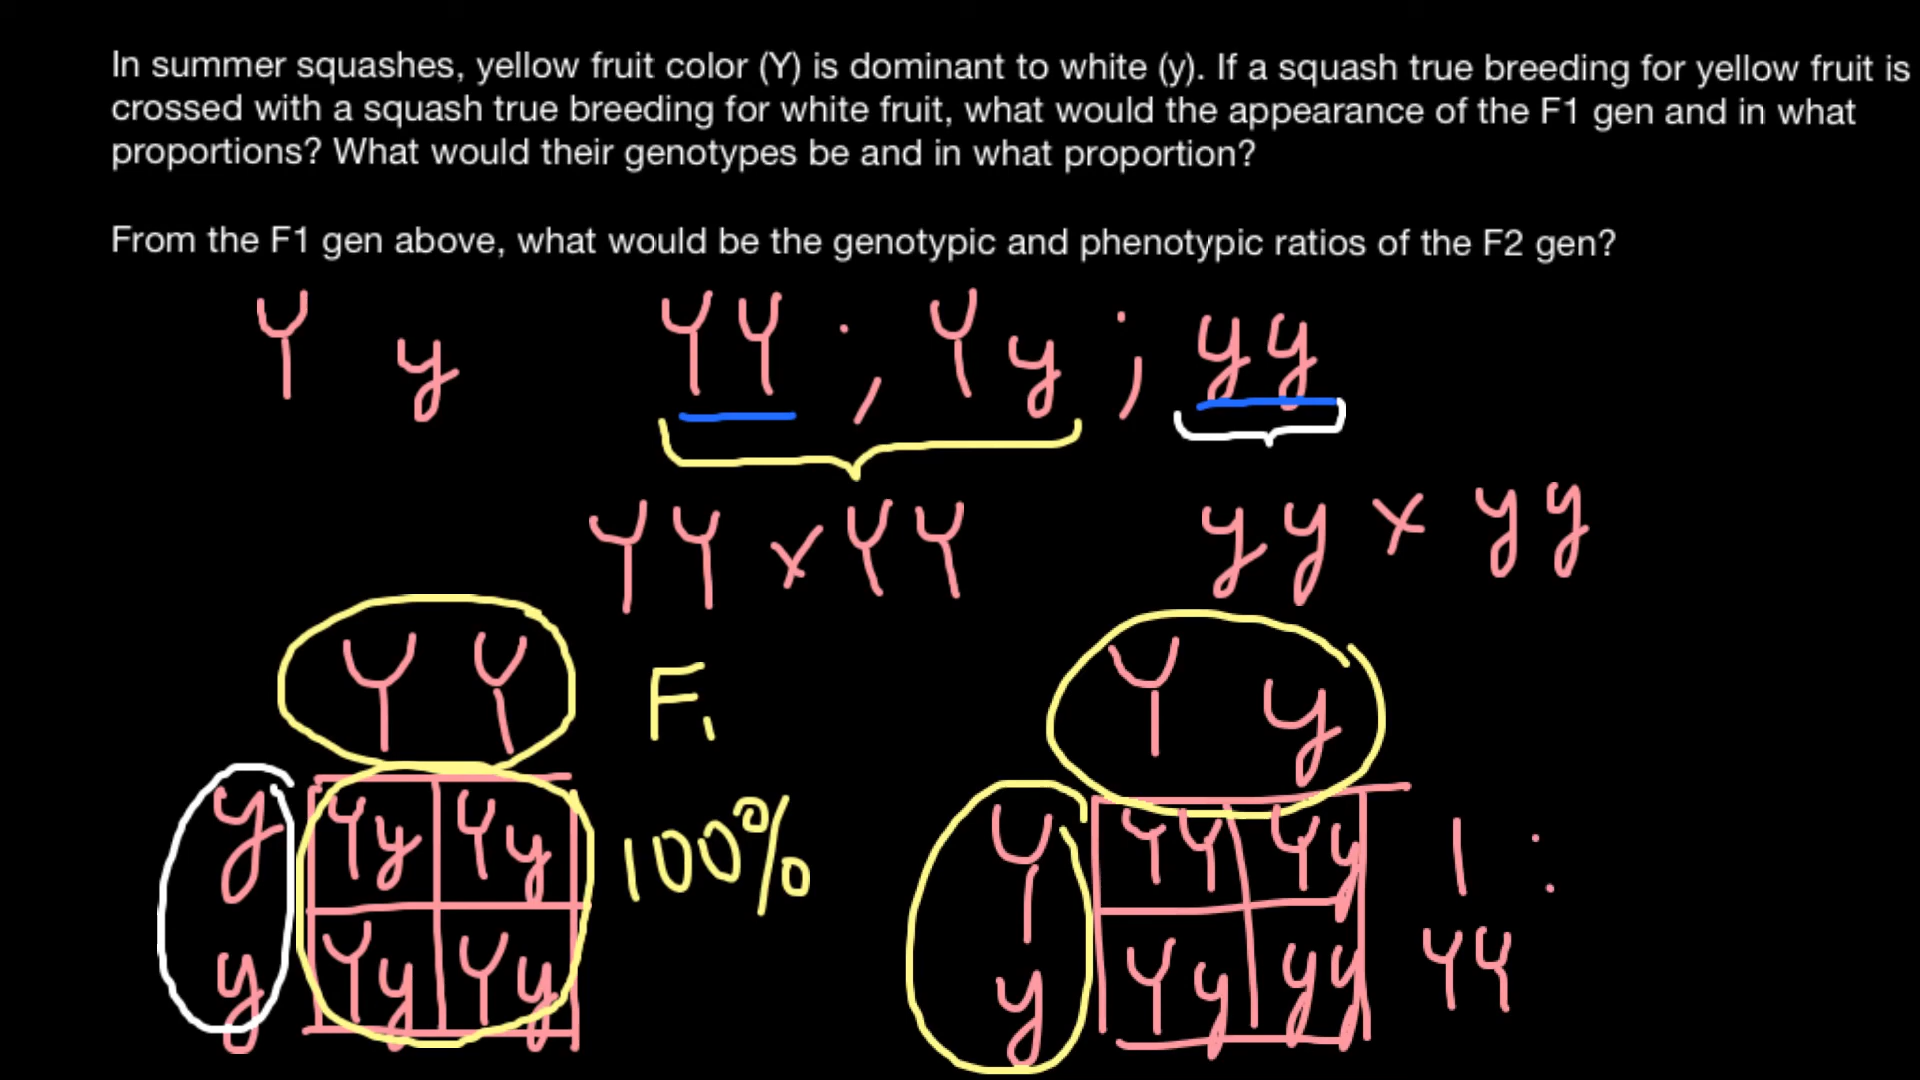 In summer squashes, yellow fruit color (Y) is dominant to white (y). If a squash true breeding for yellow fruit is
crossed with a squash true breeding for white fruit, what would the appearance of the F1 gen and in what
proportions? What would their genotypes be and in what proportion?
From the F1 gen above, what would be the genotypic and phenotypic ratios of the F2 gen?
Y y YY ; Yy ; yy
YY x YY yy x yy
Y Y F1 Y y
y Yy Yy 100% Y YY Yy 1 :
y Yy Yy y Yy yy YY